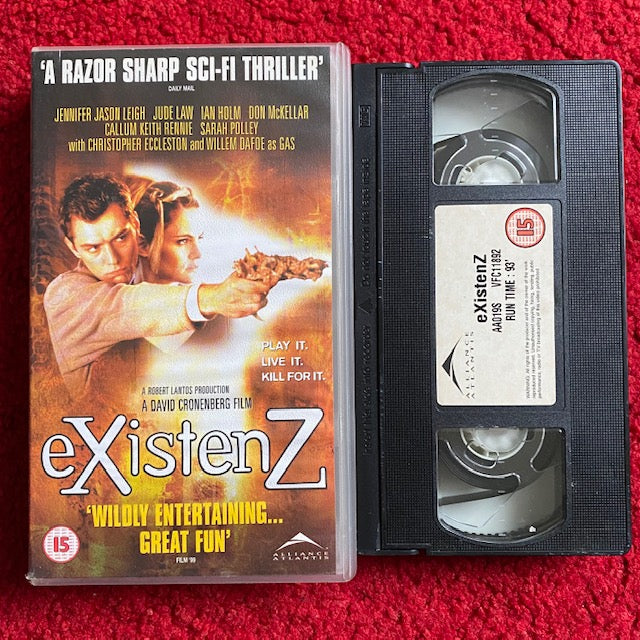 'A RAZOR SHARP SCI-FI THRILLER'
DAILY MAIL
JENNIFER JASON LEIGH JUDE LAW IAN HOLM DON McKELLAR
CALLUM KEITH RENNIE SARAH POLLEY
with CHRISTOPHER ECCLESTON and WILLEM DAFOE as GAS
PLAY IT.
LIVE IT.
KILL FOR IT.
A ROBERT LANTOS PRODUCTION
A DAVID CRONENBERG FILM
eXistenZ
'WILDLY ENTERTAINING...
GREAT FUN'
FILM '99
15
ALLIANCE
ATLANTIS
15
eXistenZ
AA019S VFC11892
RUN TIME : 93'
ALLIANCE
ATLANTIS